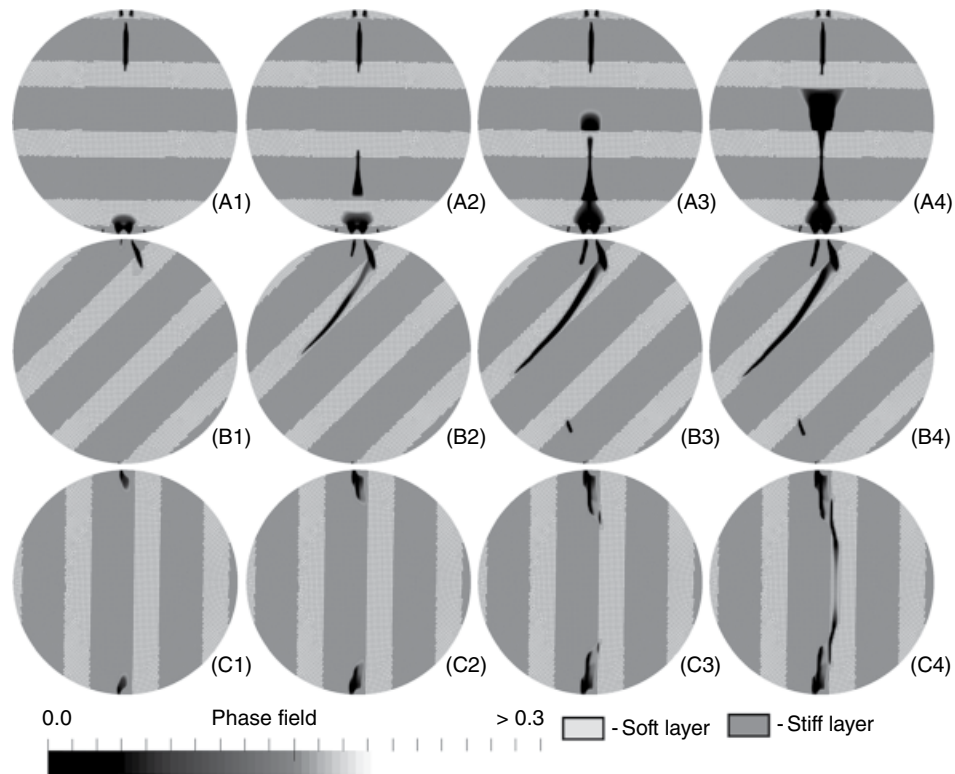 (A1) (A2) (A3) (A4)
(B1) (B2) (B3) (B4)
(C1) (C2) (C3) (C4)
0.0 Phase field > 0.3 - Soft layer - Stiff layer